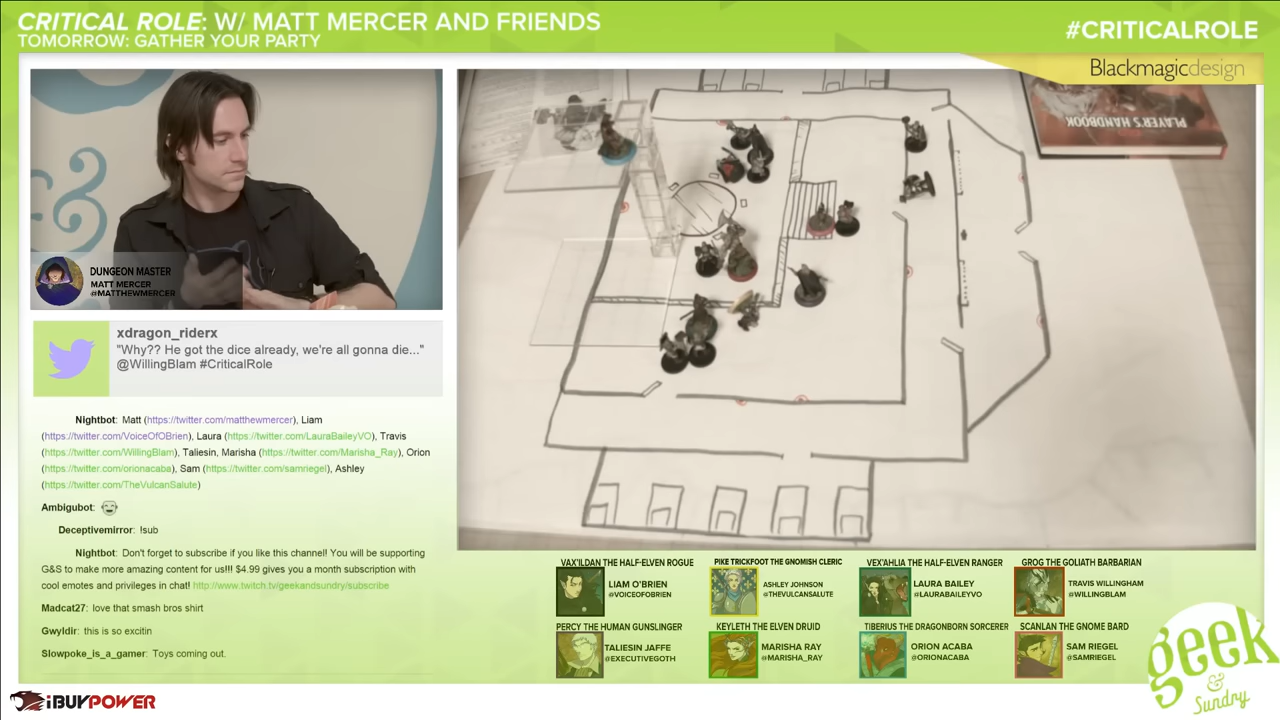 CRITICAL ROLE: W/ MATT MERCER AND FRIENDS
TOMORROW: GATHER YOUR PARTY
#CRITICALROLE
Blackmagicdesign
PLAYER'S HANDBOOK
&
DUNGEON MASTER
MATT MERCER
@MATTHEWMERCER
xdragon_riderx
"Why?? He got the dice already, we're all gonna die..."
@WillingBlam #CriticalRole
Nightbot: Matt (https://twitter.com/matthewmercer), Liam
(https://twitter.com/VoiceOfOBrien), Laura (https://twitter.com/LauraBaileyVO), Travis
(https://twitter.com/WillingBlam), Taliesin, Marisha (https://twitter.com/Marisha_Ray), Orion
(https://twitter.com/orionacaba), Sam (https://twitter.com/samriegel), Ashley
(https://twitter.com/TheVulcanSalute)
Ambigubot:
Deceptivemirror: !sub
Nightbot: Don't forget to subscribe if you like this channel! You will be supporting
G&S to make more amazing content for us!!! $4.99 gives you a month subscription with
cool emotes and privileges in chat! http://www.twitch.tv/geekandsundry/subscribe
Madcat27: love that smash bros shirt
Gwyldir: this is so excitin
Slowpoke_is_a_gamer: Toys coming out.
VAX'ILDAN THE HALF-ELVEN ROGUE
LIAM O'BRIEN
@VOICEOFOBRIEN
PIKE TRICKFOOT THE GNOMISH CLERIC
ASHLEY JOHNSON
@THEVULCANSALUTE
VEX'AHLIA THE HALF-ELVEN RANGER
LAURA BAILEY
@LAURABAILEYVO
GROG THE GOLIATH BARBARIAN
TRAVIS WILLINGHAM
@WILLINGBLAM
PERCY THE HUMAN GUNSLINGER
TALIESIN JAFFE
@EXECUTIVEGOTH
KEYLETH THE ELVEN DRUID
MARISHA RAY
@MARISHA_RAY
TIBERIUS THE DRAGONBORN SORCERER
ORION ACABA
@ORIONACABA
SCANLAN THE GNOME BARD
SAM RIEGEL
@SAMRIEGEL
geek
&
Sundry
iBUYPOWER